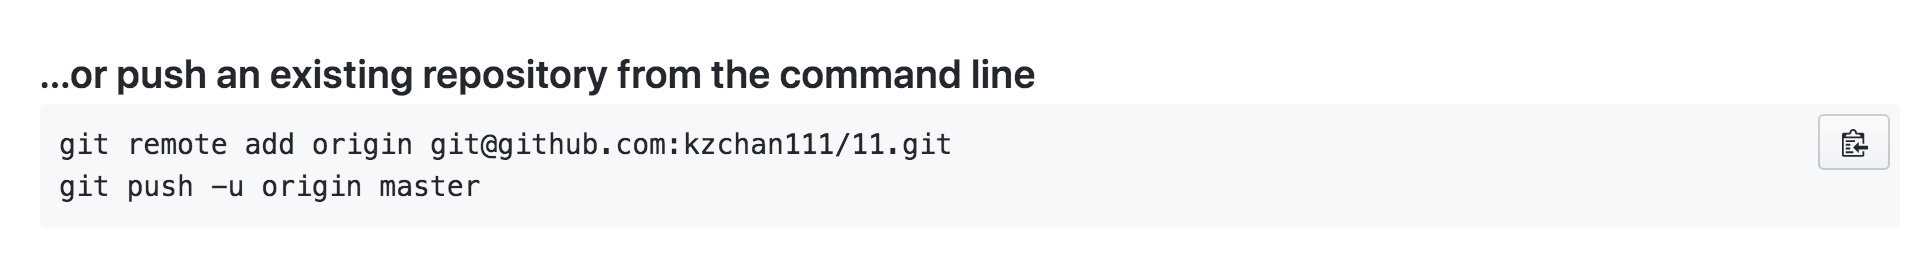 ...or push an existing repository from the command line
git remote add origin git@github.com:kzchan111/11.git
git push -u origin master